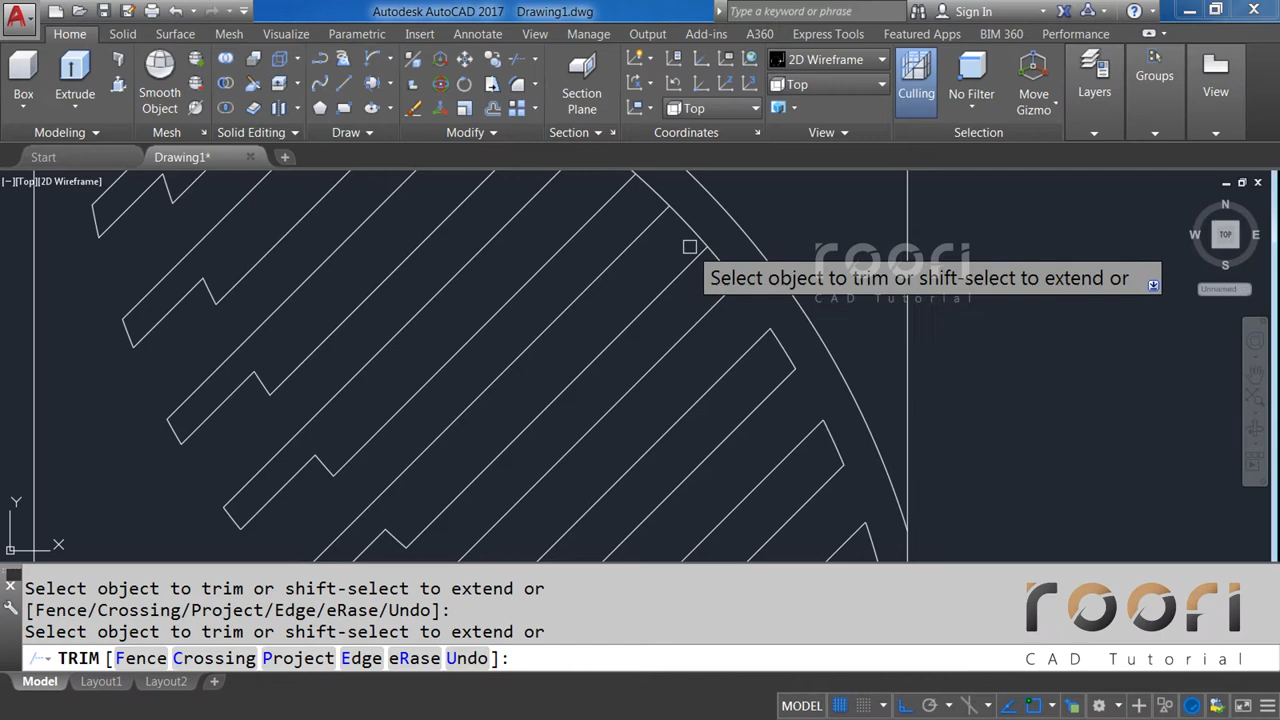 Autodesk AutoCAD 2017 Drawing1.dwg
Type a keyword or phrase
Sign In
Home Solid Surface Mesh Visualize Parametric Insert Annotate View Manage Output Add-ins A360 Express Tools Featured Apps BIM 360 Performance
2D Wireframe
Top
Top
Box Extrude Smooth Object Section Plane Culling No Filter Move Gizmo Layers Groups View
Modeling Mesh Solid Editing Draw Modify Section Coordinates View Selection
Start Drawing1*
[−][Top][2D Wireframe]
N
W TOP E
S
Unnamed
roori
CAD Tutorial
Select object to trim or shift-select to extend or
Y
X
Select object to trim or shift-select to extend or
[Fence/Crossing/Project/Edge/eRase/Undo]:
Select object to trim or shift-select to extend or
TRIM [Fence Crossing Project Edge eRase Undo]:
roori
CAD Tutorial
Model Layout1 Layout2
MODEL